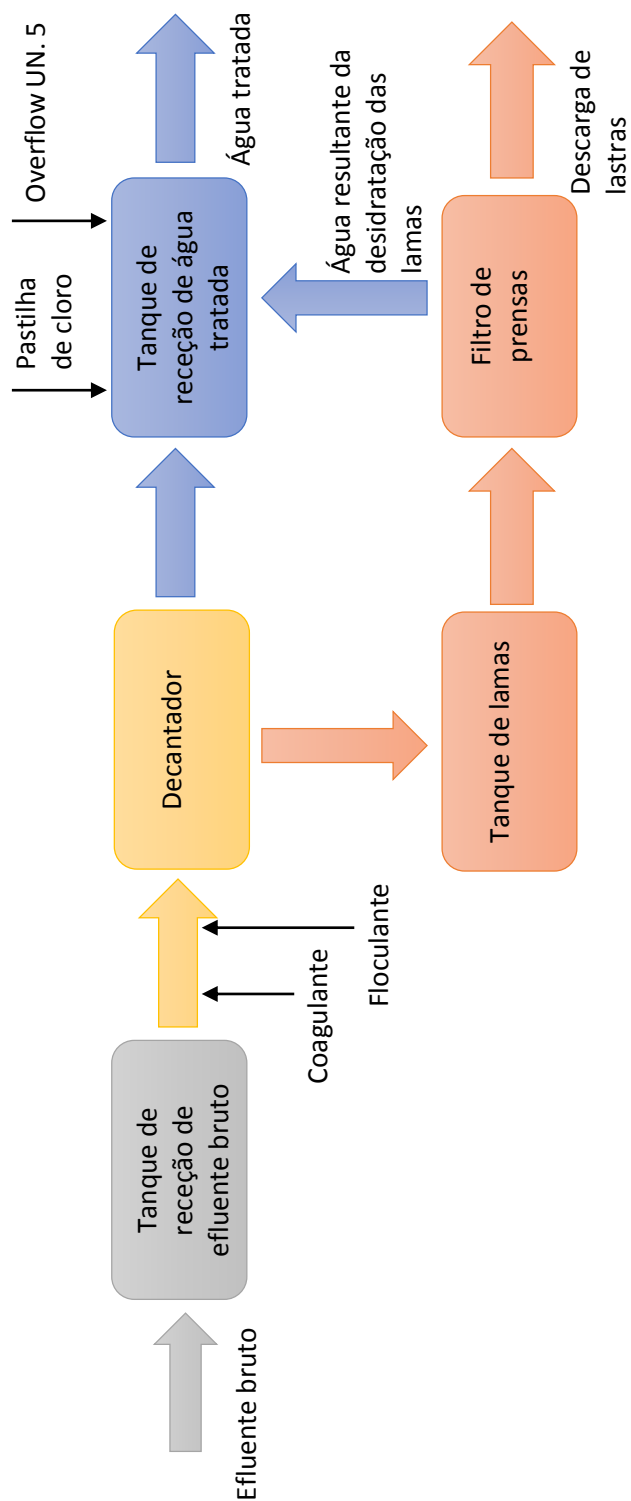 Efluente bruto
Tanque de
receção de
efluente bruto
Coagulante
Floculante
Decantador
Tanque de lamas
Pastilha
de cloro
Overflow UN. 5
Tanque de
receção de água
tratada
Água tratada
Água resultante da
desidratação das
lamas
Filtro de
prensas
Descarga de
lastras